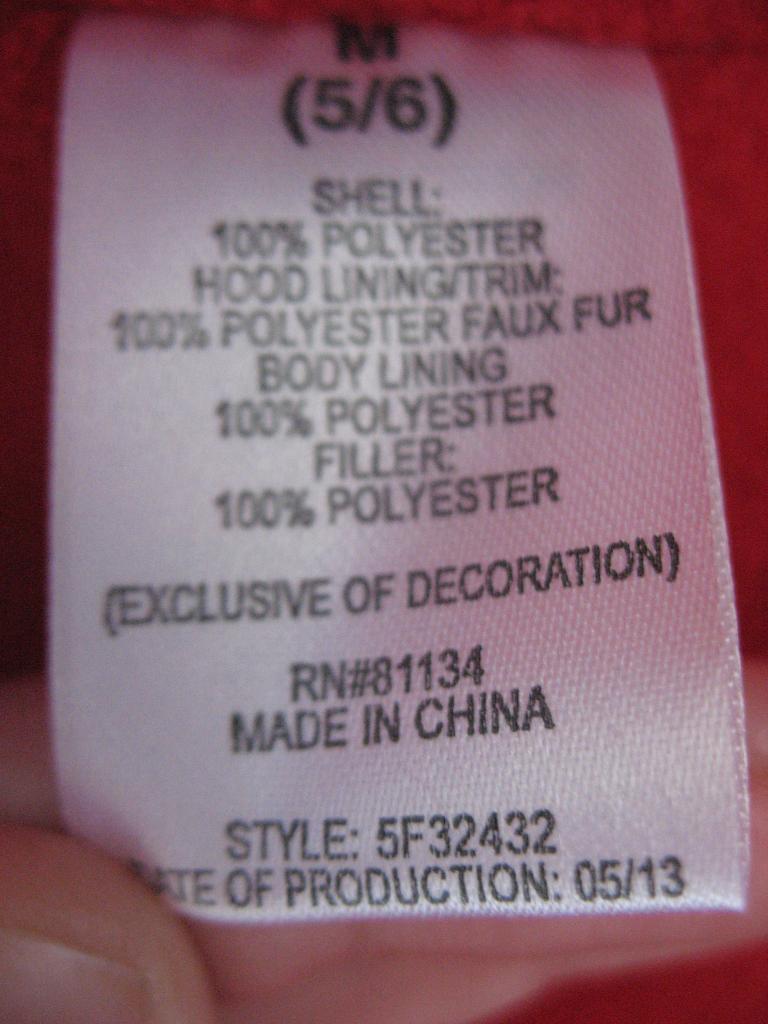 M
(5/6)
SHELL:
100% POLYESTER
HOOD LINING/TRIM:
100% POLYESTER FAUX FUR
BODY LINING
100% POLYESTER
FILLER:
100% POLYESTER
(EXCLUSIVE OF DECORATION)
RN#81134
MADE IN CHINA
STYLE: 5F32432
DATE OF PRODUCTION: 05/13